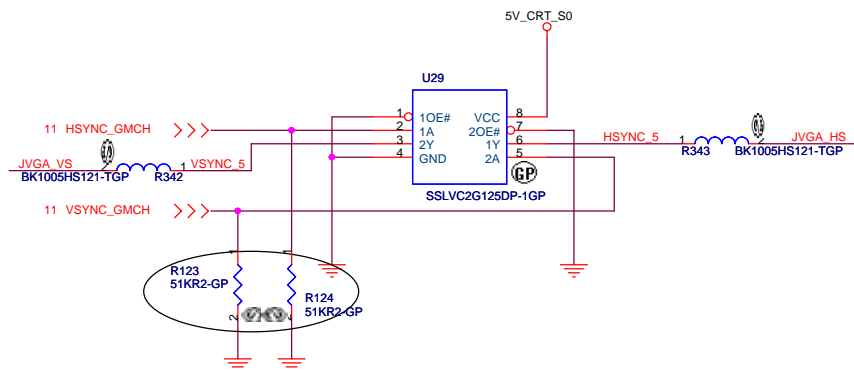 5V_CRT_S0
U29
1 1OE# VCC 8
2 1A 2OE# 7
3 2Y 1Y 6
4 GND 2A 5
11 HSYNC_GMCH
HSYNC_5
1
JVGA_HS
R343
BK1005HS121-TGP
JVGA_VS
1
VSYNC_5
BK1005HS121-TGP
R342
GP
SSLVC2G125DP-1GP
11 VSYNC_GMCH
1
1
R123
51KR2-GP
R124
51KR2-GP
2
2